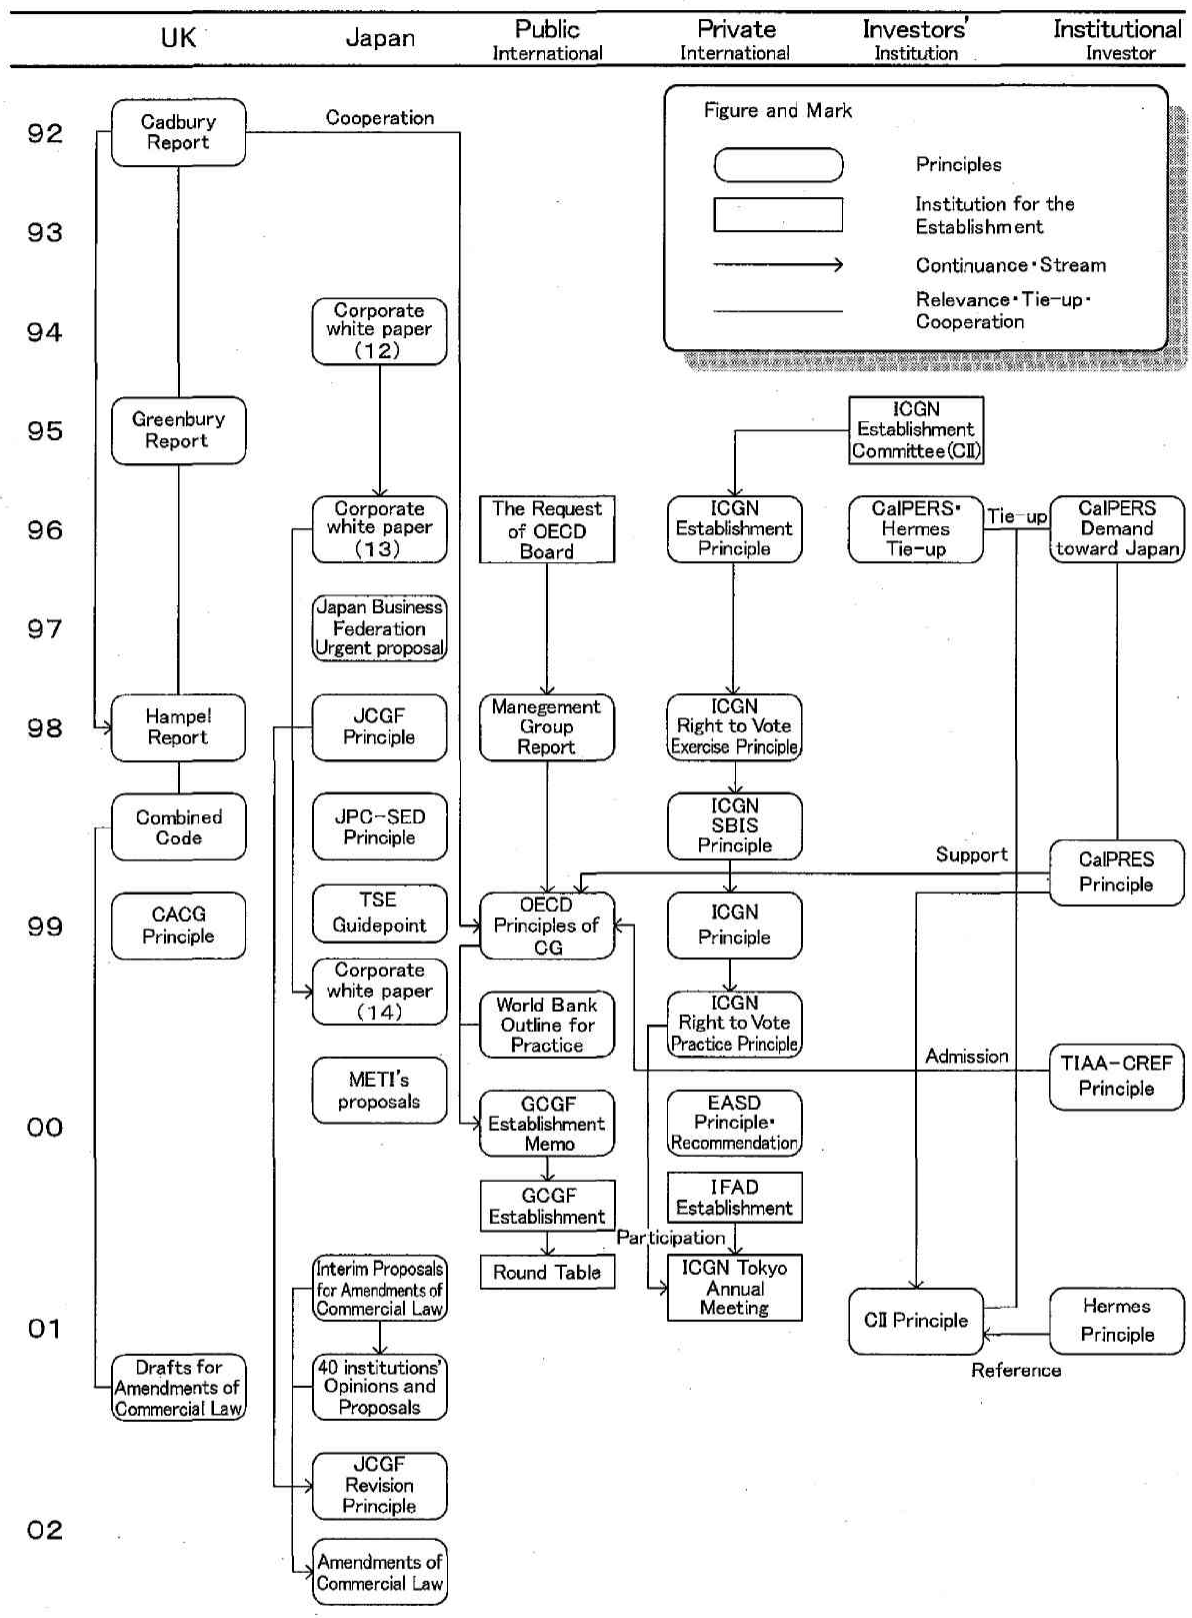 UK
Japan
Public
International
Private
International
Investors'
Institution
Institutional
Investor
Figure and Mark
Principles
Institution for the
Establishment
Continuance・Stream
Relevance・Tie-up・
Cooperation
92
Cadbury
Report
Cooperation
93
94
Corporate
white paper
(12)
95
Greenbury
Report
ICGN
Establishment
Committee(CII)
96
Corporate
white paper
(13)
The Request
of OECD
Board
ICGN
Establishment
Principle
CalPERS・
Hermes
Tie-up
Tie-up
CalPERS
Demand
toward Japan
97
Japan Business
Federation
Urgent proposal
98
Hampel
Report
JCGF
Principle
Manegement
Group
Report
ICGN
Right to Vote
Exercise Principle
Combined
Code
JPC-SED
Principle
ICGN
SBIS
Principle
Support
CalPRES
Principle
99
CACG
Principle
TSE
Guidepoint
OECD
Principles of
CG
ICGN
Principle
Corporate
white paper
(14)
World Bank
Outline for
Practice
ICGN
Right to Vote
Practice Principle
Admission
TIAA-CREF
Principle
METI's
proposals
00
GCGF
Establishment
Memo
EASD
Principle・
Recommendation
GCGF
Establishment
IFAD
Establishment
Participation
Interim Proposals
for Amendments of
Commercial Law
Round Table
ICGN Tokyo
Annual
Meeting
01
CII Principle
Hermes
Principle
Reference
Drafts for
Amendments of
Commercial Law
40 institutions'
Opinions and
Proposals
JCGF
Revision
Principle
02
Amendments of
Commercial Law